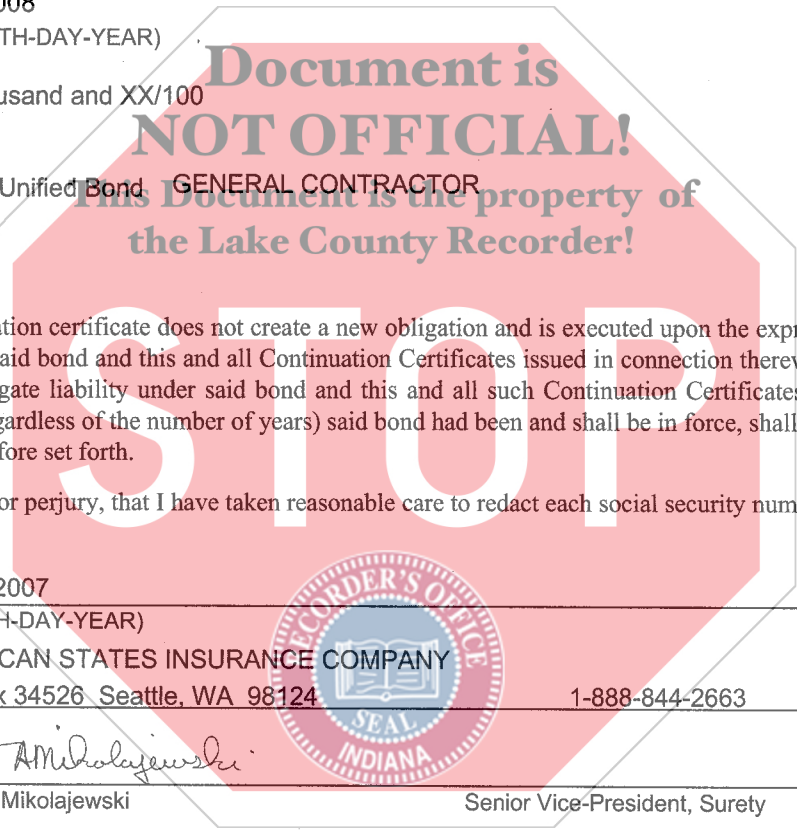 2008
TH-DAY-YEAR)
Document is
usand and XX/100
NOT OFFICIAL!
Unified Bond GENERAL CONTRACTOR
This Document is the property of
the Lake County Recorder!
STOP
ation certificate does not create a new obligation and is executed upon the expr
aid bond and this and all Continuation Certificates issued in connection therew
gate liability under said bond and this and all such Continuation Certificates
gardless of the number of years) said bond had been and shall be in force, shall
fore set forth.
or perjury, that I have taken reasonable care to redact each social security num
2007
H-DAY-YEAR)
RECORDER'S OFFICE
CAN STATES INSURANCE COMPANY
x 34526 Seattle, WA 98124 1-888-844-2663
SEAL
INDIANA
AMikolajewski
Mikolajewski Senior Vice-President, Surety